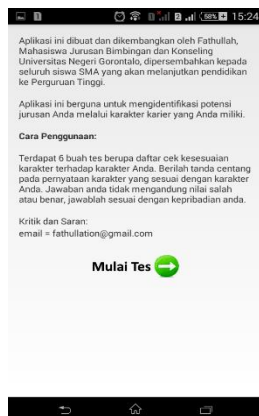 58% 15:24
Aplikasi ini dibuat dan dikembangkan oleh Fathullah,
Mahasiswa Jurusan Bimbingan dan Konseling
Universitas Negeri Gorontalo, dipersembahkan kepada
seluruh siswa SMA yang akan melanjutkan pendidikan
ke Perguruan Tinggi.
Aplikasi ini berguna untuk mengidentifikasi potensi
jurusan Anda melalui karakter karier yang Anda miliki.
Cara Penggunaan:
Terdapat 6 buah tes berupa daftar cek kesesuaian
karakter terhadap karakter Anda. Berilah tanda centang
pada pernyataan karakter yang sesuai dengan karakter
Anda. Jawaban anda tidak mengandung nilai salah
atau benar, jawablah sesuai dengan kepribadian anda.
Kritik dan Saran:
email = fathullation@gmail.com
Mulai Tes